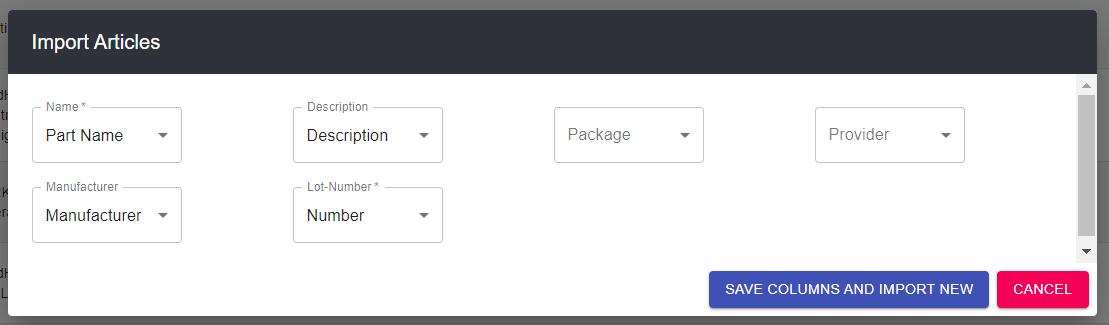 Import Articles
Name *
Description
Part Name
Description
Package
Provider
Manufacturer
Lot-Number *
Manufacturer
Number
SAVE COLUMNS AND IMPORT NEW
CANCEL